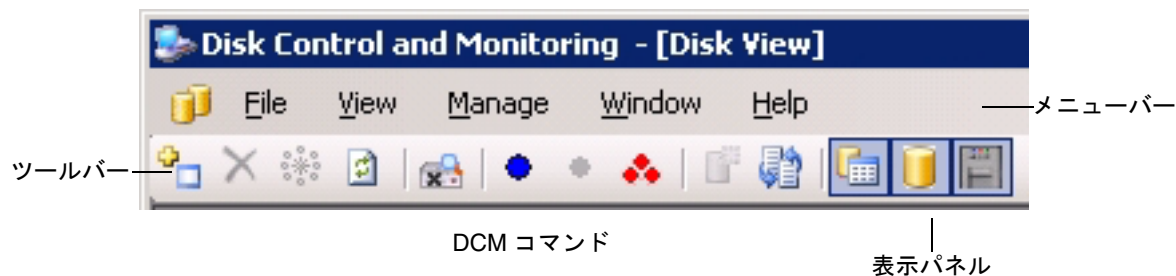 Disk Control and Monitoring - [Disk View]
File View Manage Window Help
メニューバー
ツールバー
DCM コマンド
表示パネル